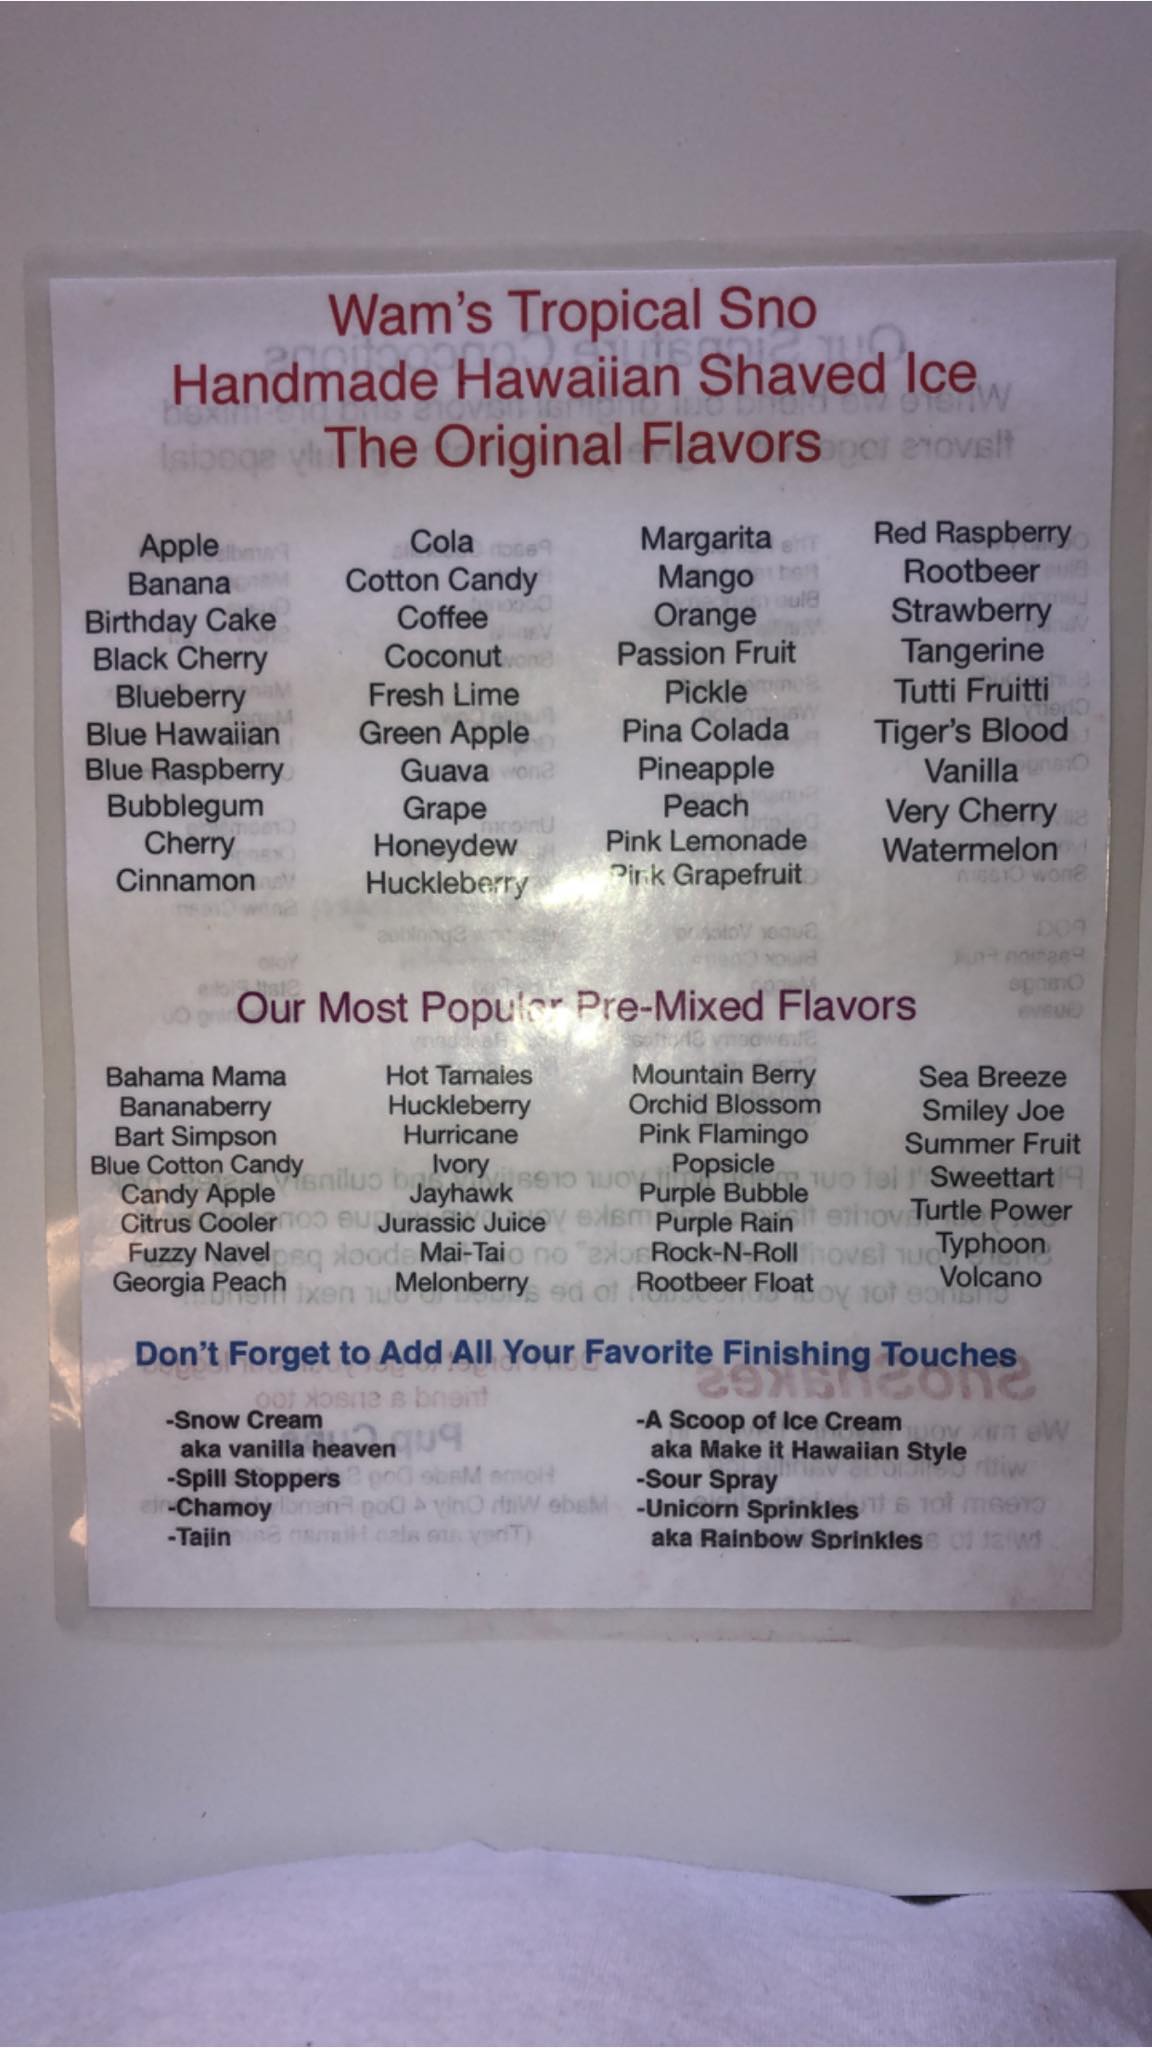 Wam's Tropical Sno
Handmade Hawaiian Shaved Ice
The Original Flavors
Apple
Banana
Birthday Cake
Black Cherry
Blueberry
Blue Hawaiian
Blue Raspberry
Bubblegum
Cherry
Cinnamon
Cola
Cotton Candy
Coffee
Coconut
Fresh Lime
Green Apple
Guava
Grape
Honeydew
Huckleberry
Margarita
Mango
Orange
Passion Fruit
Pickle
Pina Colada
Pineapple
Peach
Pink Lemonade
Pink Grapefruit
Red Raspberry
Rootbeer
Strawberry
Tangerine
Tutti Fruitti
Tiger's Blood
Vanilla
Very Cherry
Watermelon
Our Most Popular Pre-Mixed Flavors
Bahama Mama
Bananaberry
Bart Simpson
Blue Cotton Candy
Candy Apple
Citrus Cooler
Fuzzy Navel
Georgia Peach
Hot Tamales
Huckleberry
Hurricane
Ivory
Jayhawk
Jurassic Juice
Mai-Tai
Melonberry
Mountain Berry
Orchid Blossom
Pink Flamingo
Popsicle
Purple Bubble
Purple Rain
Rock-N-Roll
Rootbeer Float
Sea Breeze
Smiley Joe
Summer Fruit
Sweettart
Turtle Power
Typhoon
Volcano
Don't Forget to Add All Your Favorite Finishing Touches
-Snow Cream
aka vanilla heaven
-Spill Stoppers
-Chamoy
-Tajin
-A Scoop of Ice Cream
aka Make it Hawaiian Style
-Sour Spray
-Unicorn Sprinkles
aka Rainbow Sprinkles